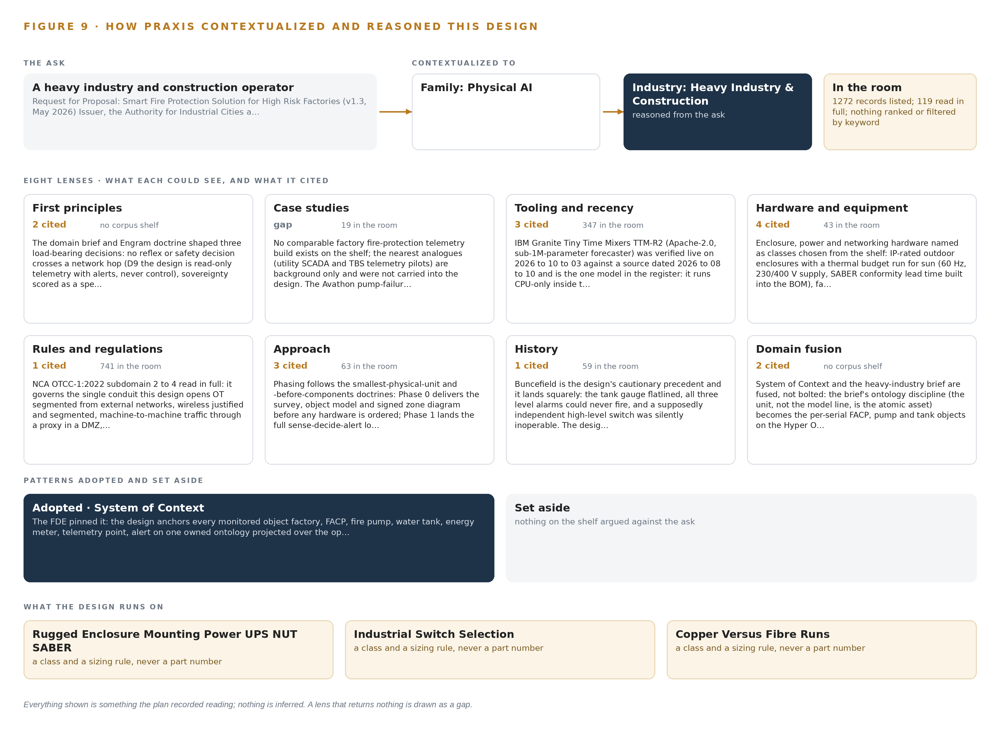 FIGURE 9 · HOW PRAXIS CONTEXTUALIZED AND REASONED THIS DESIGN
THE ASK
A heavy industry and construction operator
Request for Proposal: Smart Fire Protection Solution for High Risk Factories (v1.3,
May 2026) Issuer, the Authority for Industrial Cities a…
CONTEXTUALIZED TO
Family: Physical AI
Industry: Heavy Industry &
Construction
reasoned from the ask
In the room
1272 records listed; 119 read in
full; nothing ranked or filtered
by keyword
EIGHT LENSES · WHAT EACH COULD SEE, AND WHAT IT CITED
First principles
2 cited no corpus shelf
The domain brief and Engram doctrine shaped three
load-bearing decisions: no reflex or safety decision
crosses a network hop (D9 the design is read-only
telemetry with alerts, never control), sovereignty
scored as a spe…
Case studies
gap 19 in the room
No comparable factory fire-protection telemetry
build exists on the shelf; the nearest analogues
(utility SCADA and TBS telemetry pilots) are
background only and were not carried into the
design. The Avathon pump-failur…
Tooling and recency
3 cited 347 in the room
IBM Granite Tiny Time Mixers TTM-R2 (Apache-2.0,
sub-1M-parameter forecaster) was verified live on
2026 to 10 to 03 against a source dated 2026 to 08
to 10 and is the one model in the register: it runs
CPU-only inside t…
Hardware and equipment
4 cited 43 in the room
Enclosure, power and networking hardware named
as classes chosen from the shelf: IP-rated outdoor
enclosures with a thermal budget run for sun (60 Hz,
230/400 V supply, SABER conformity lead time built
into the BOM), fa…
Rules and regulations
1 cited 741 in the room
NCA OTCC-1:2022 subdomain 2 to 4 read in full: it
governs the single conduit this design opens OT
segmented from external networks, wireless justified
and segmented, machine-to-machine traffic through
a proxy in a DMZ,…
Approach
3 cited 63 in the room
Phasing follows the smallest-physical-unit and
-before-components doctrines: Phase 0 delivers the
survey, object model and signed zone diagram
before any hardware is ordered; Phase 1 lands the
full sense-decide-alert lo…
History
1 cited 59 in the room
Buncefield is the design's cautionary precedent and
it lands squarely: the tank gauge flatlined, all three
level alarms could never fire, and a supposedly
independent high-level switch was silently
inoperable. The desig…
Domain fusion
2 cited no corpus shelf
System of Context and the heavy-industry brief are
fused, not bolted: the brief's ontology discipline (the
unit, not the model line, is the atomic asset)
becomes the per-serial FACP, pump and tank objects
on the Hyper O…
PATTERNS ADOPTED AND SET ASIDE
Adopted · System of Context
The FDE pinned it: the design anchors every monitored object factory, FACP, fire pump, water tank, energy
meter, telemetry point, alert on one owned ontology projected over the op…
Set aside
nothing on the shelf argued against the ask
WHAT THE DESIGN RUNS ON
Rugged Enclosure Mounting Power UPS NUT
SABER
a class and a sizing rule, never a part number
Industrial Switch Selection
a class and a sizing rule, never a part number
Copper Versus Fibre Runs
a class and a sizing rule, never a part number
Everything shown is something the plan recorded reading; nothing is inferred. A lens that returns nothing is drawn as a gap.